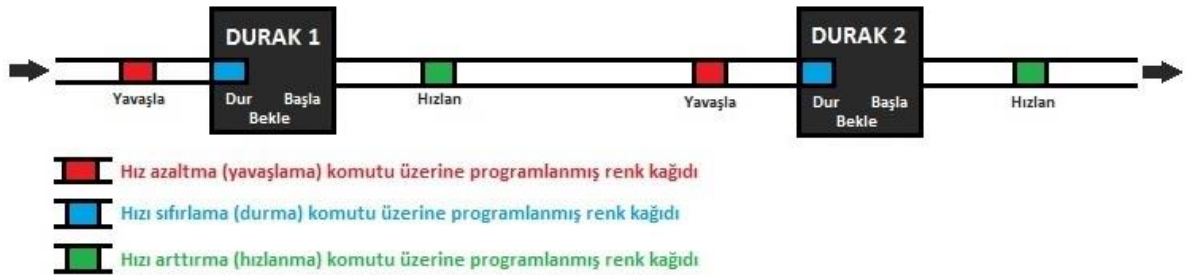 DURAK 1
DURAK 2
Yavaşla
Dur Başla
Bekle
Hızlan
Yavaşla
Dur Başla
Bekle
Hızlan
Hız azaltma (yavaşlama) komutu üzerine programlanmış renk kağıdı
Hızı sıfırlama (durma) komutu üzerine programlanmış renk kağıdı
Hızı arttırma (hızlanma) komutu üzerine programlanmış renk kağıdı